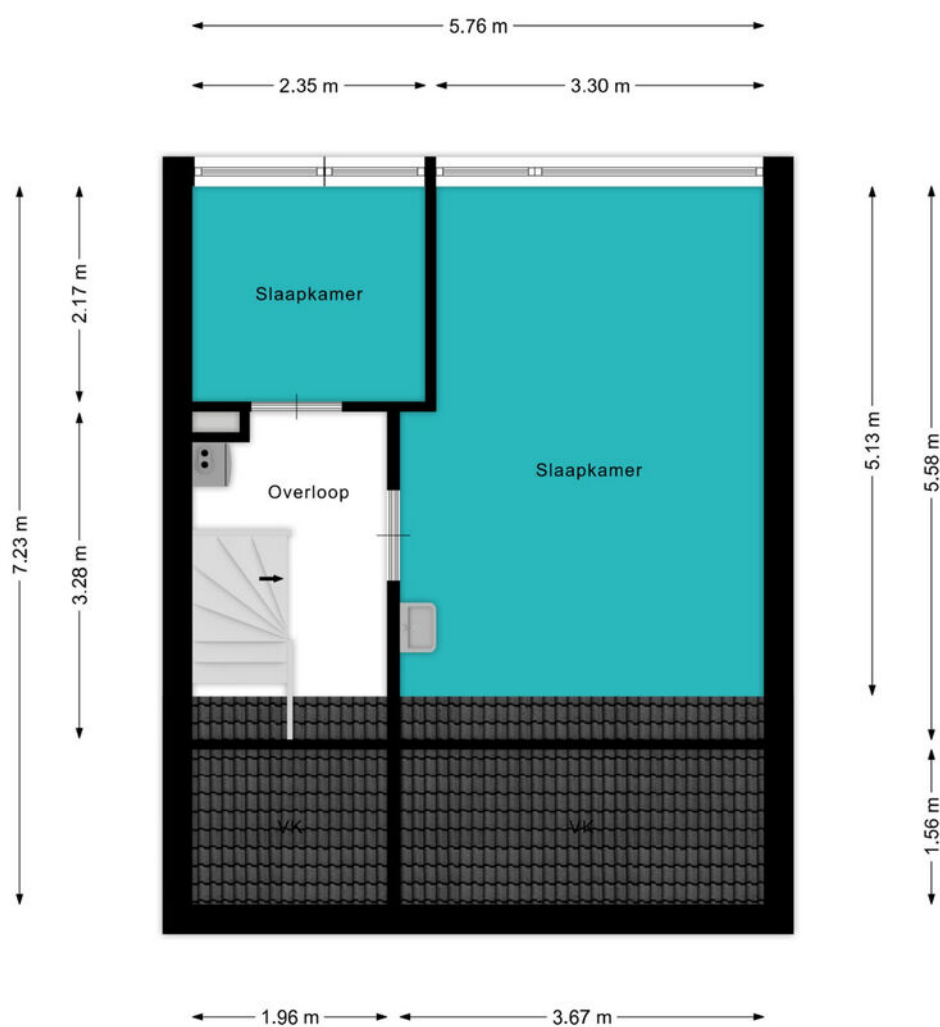 5.76 m
2.35 m
3.30 m
2.17 m
Slaapkamer
5.13 m
5.58 m
7.23 m
3.28 m
Slaapkamer
Overloop
VK
VK
1.56 m
1.96 m
3.67 m